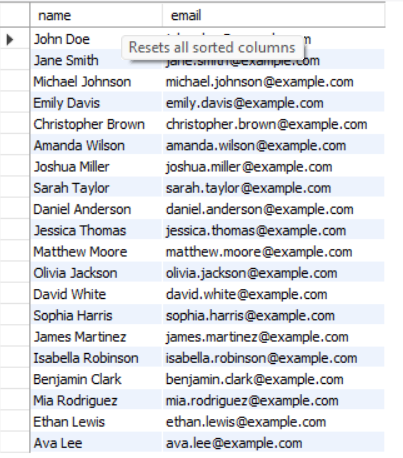 name email
John Doe
Resets all sorted columns
Jane Smith jane.smith@example.com
Michael Johnson michael.johnson@example.com
Emily Davis emily.davis@example.com
Christopher Brown christopher.brown@example.com
Amanda Wilson amanda.wilson@example.com
Joshua Miller joshua.miller@example.com
Sarah Taylor sarah.taylor@example.com
Daniel Anderson daniel.anderson@example.com
Jessica Thomas jessica.thomas@example.com
Matthew Moore matthew.moore@example.com
Olivia Jackson olivia.jackson@example.com
David White david.white@example.com
Sophia Harris sophia.harris@example.com
James Martinez james.martinez@example.com
Isabella Robinson isabella.robinson@example.com
Benjamin Clark benjamin.clark@example.com
Mia Rodriguez mia.rodriguez@example.com
Ethan Lewis ethan.lewis@example.com
Ava Lee ava.lee@example.com